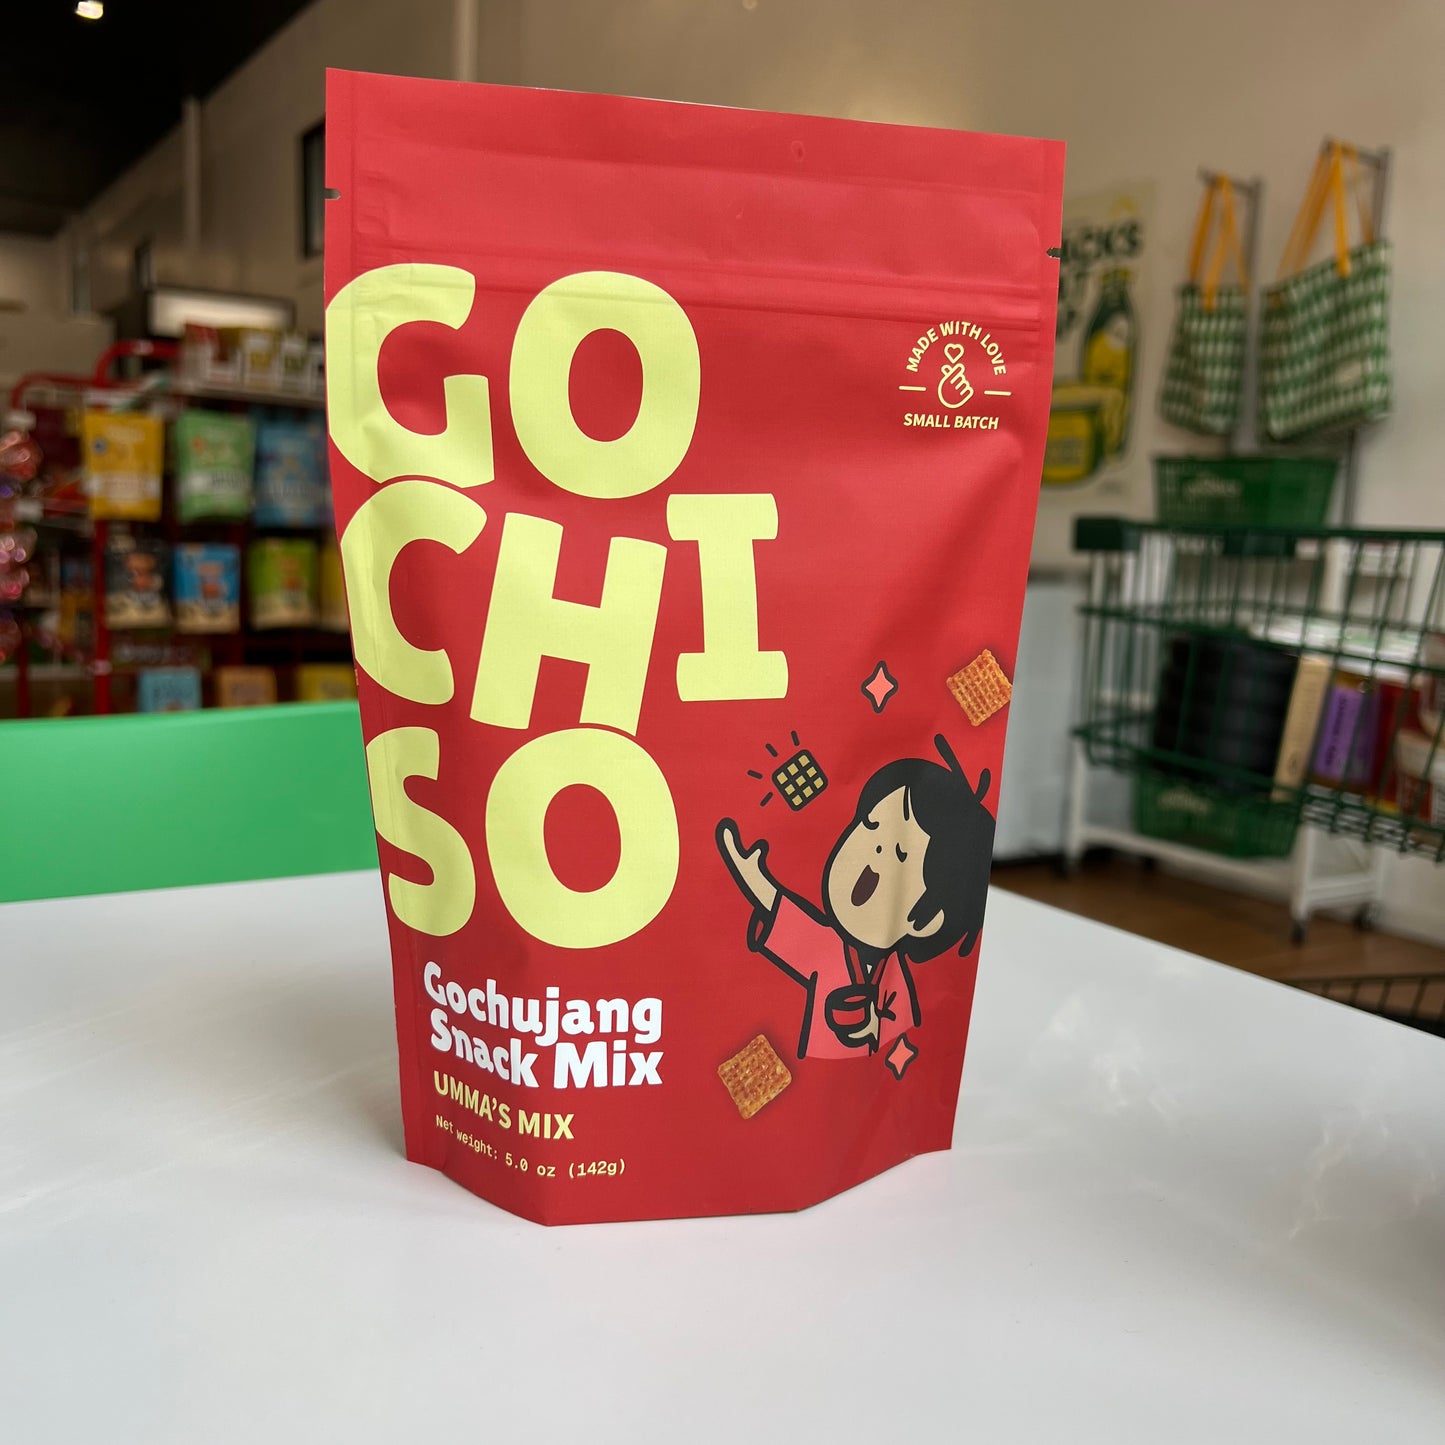 GO
CHI
SO
MADE WITH LOVE
SMALL BATCH
Gochujang
Snack Mix
UMMA'S MIX
Net weight: 5.0 oz (142g)